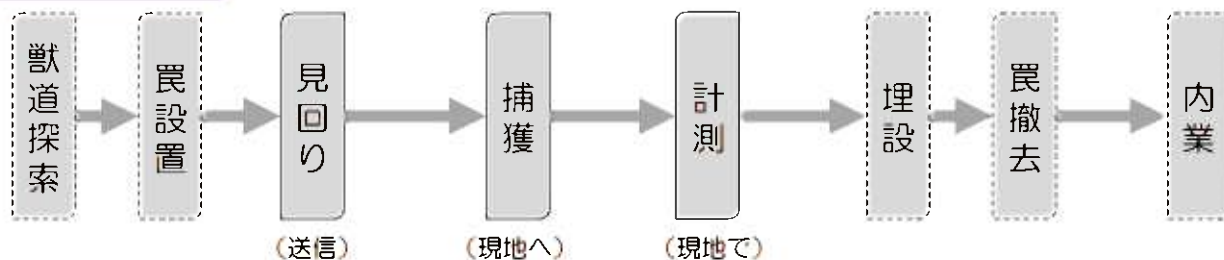 獣道探索
罠設置
見回り
捕獲
計測
埋設
罠撤去
内業
（送信）
（現地へ）
（現地で）